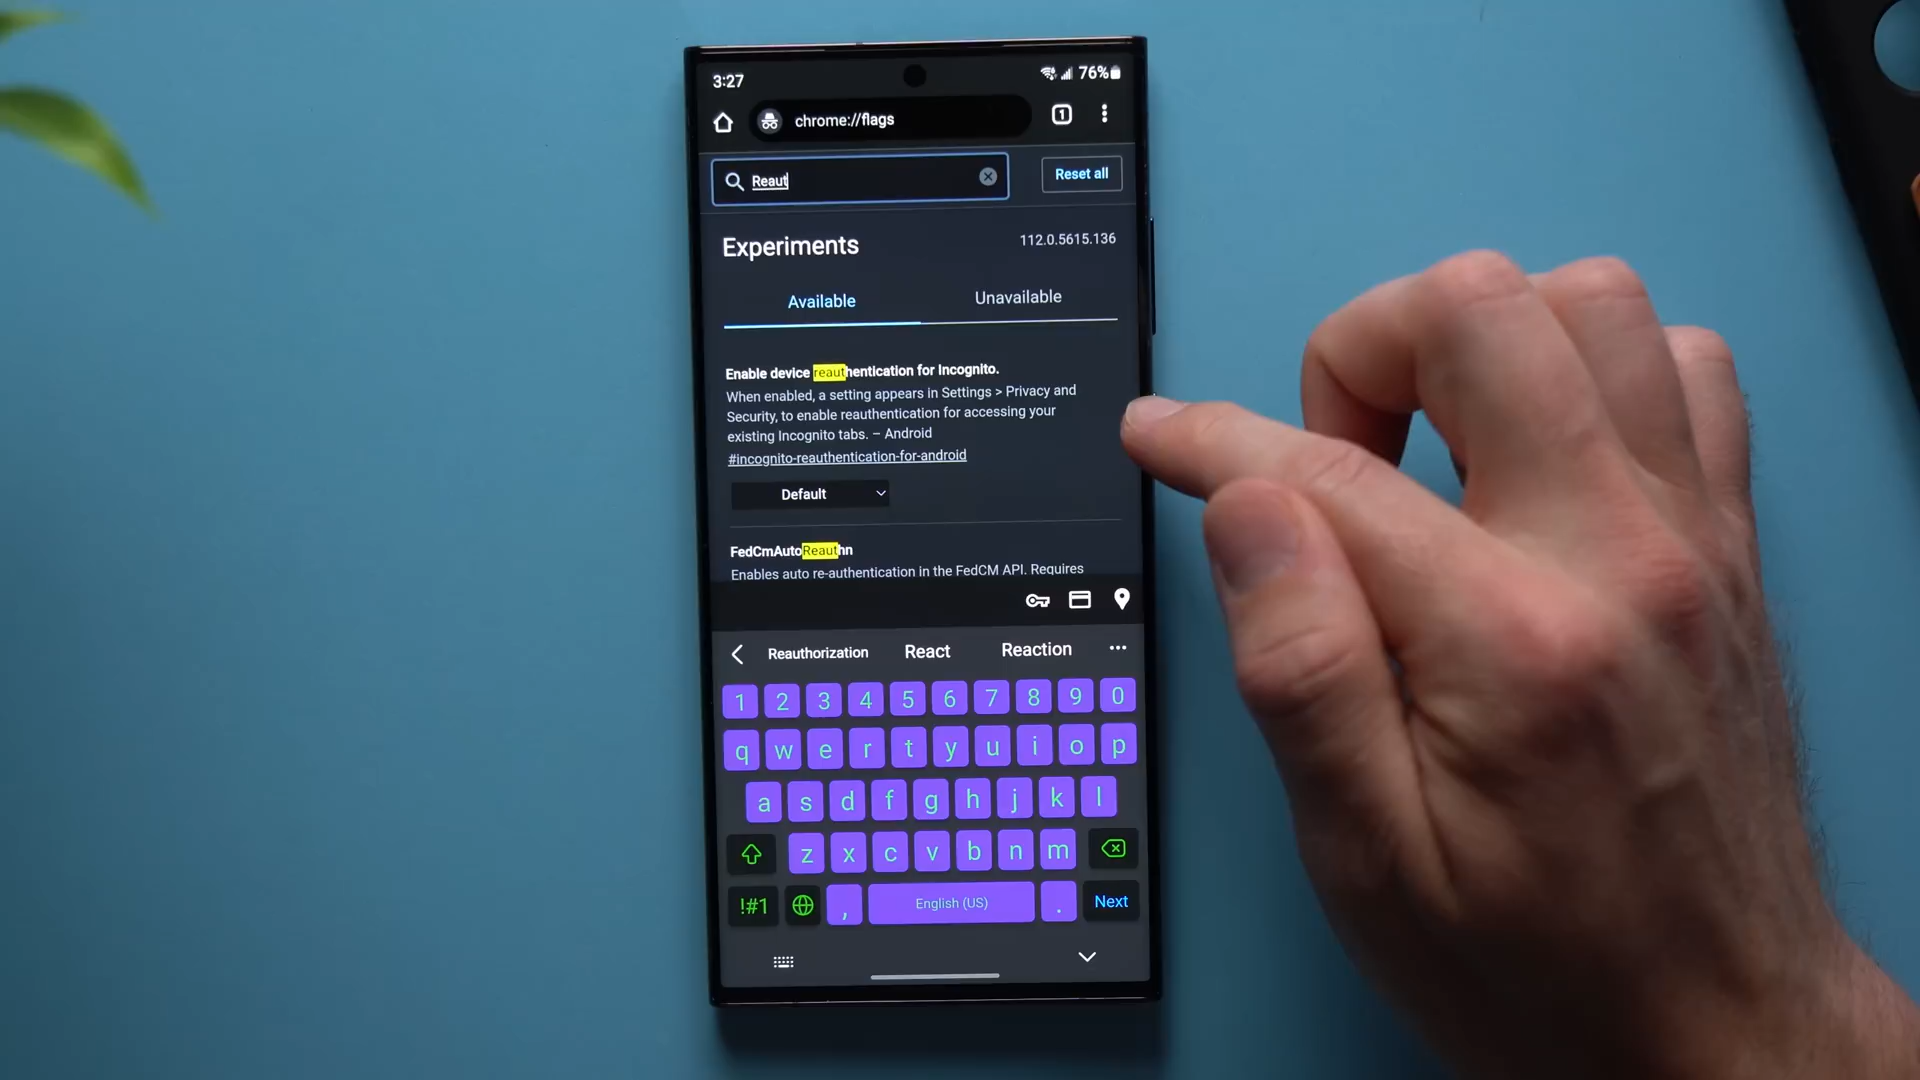 3:27
76%
chrome://flags
1
Reaut
Reset all
Experiments
112.0.5615.136
Available
Unavailable
Enable device reauthentication for Incognito.
When enabled, a setting appears in Settings > Privacy and
Security, to enable reauthentication for accessing your
existing Incognito tabs. – Android
#incognito-reauthentication-for-android
Default
FedCmAutoReauthn
Enables auto re-authentication in the FedCM API. Requires
Reauthorization React Reaction
1 2 3 4 5 6 7 8 9 0
q w e r t y u i o p
a s d f g h j k l
z x c v b n m
!#1 , English (US) . Next